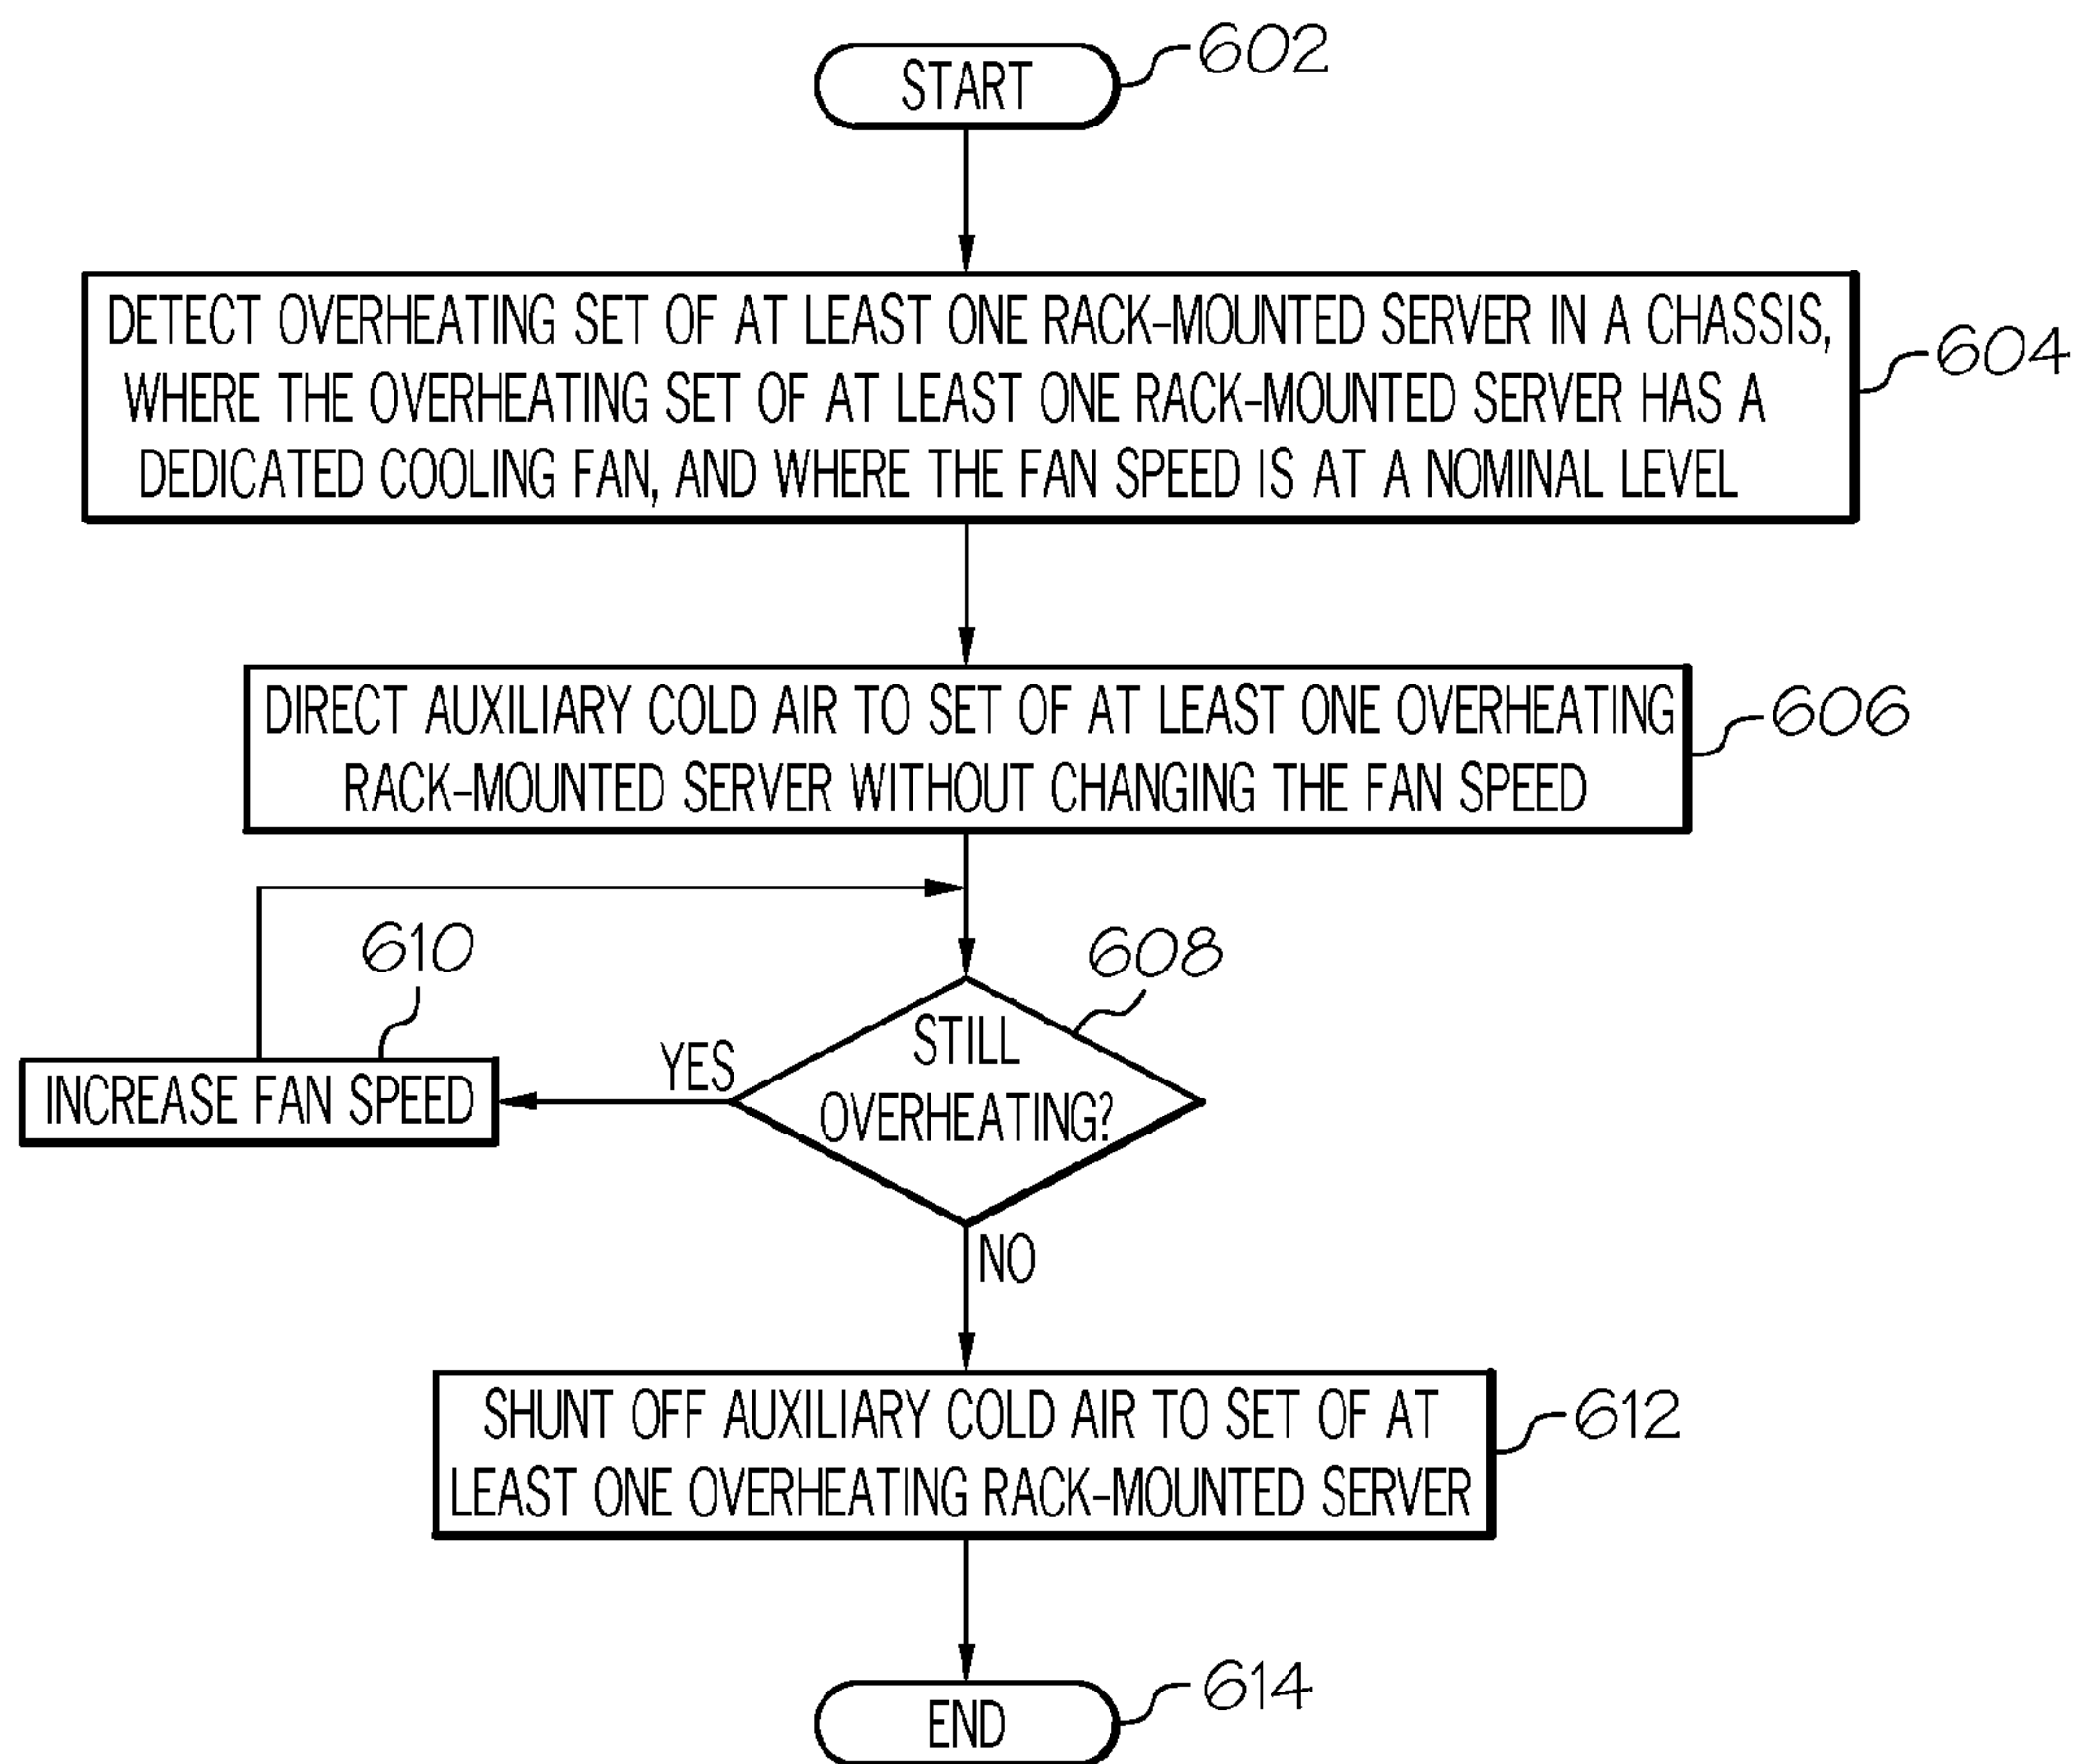 START
602
DETECT OVERHEATING SET OF AT LEAST ONE RACK-MOUNTED SERVER IN A CHASSIS,
WHERE THE OVERHEATING SET OF AT LEAST ONE RACK-MOUNTED SERVER HAS A
DEDICATED COOLING FAN, AND WHERE THE FAN SPEED IS AT A NOMINAL LEVEL
604
DIRECT AUXILIARY COLD AIR TO SET OF AT LEAST ONE OVERHEATING
RACK-MOUNTED SERVER WITHOUT CHANGING THE FAN SPEED
606
610
608
STILL
OVERHEATING?
YES
INCREASE FAN SPEED
NO
SHUNT OFF AUXILIARY COLD AIR TO SET OF AT
LEAST ONE OVERHEATING RACK-MOUNTED SERVER
612
END
614